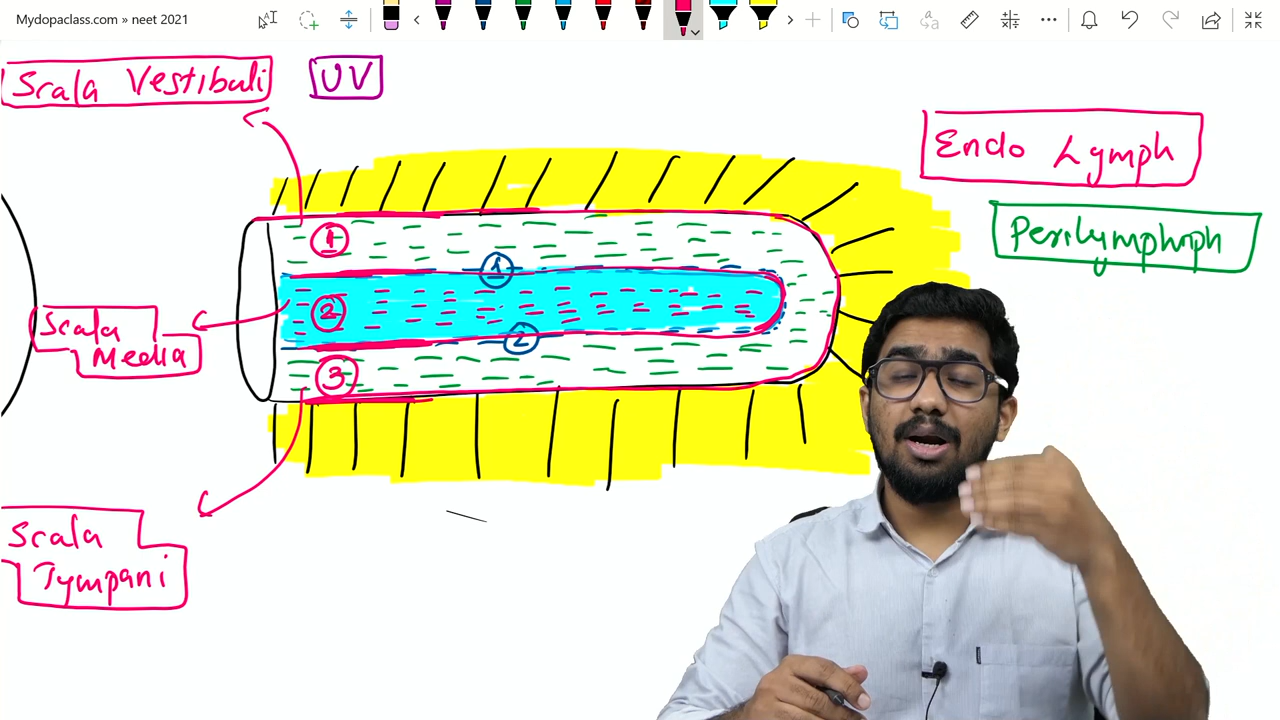 Mydopaclass.com » neet 2021
Scala Vestibuli
UV
Endo Lymph
Perilymphph
1
1
2
2
3
Scala
Media
Scala
Tympani